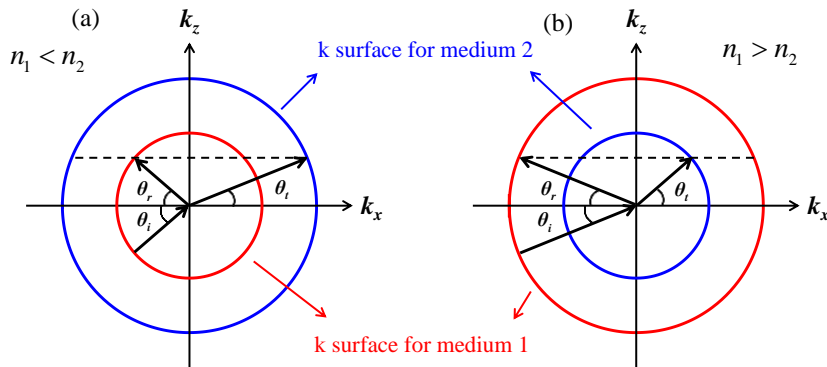 (a)
k_z
n_1 < n_2
k surface for medium 2
(b)
k_z
n_1 > n_2
θ_r
θ_i
θ_t
k_x
θ_r
θ_i
θ_t
k_x
k surface for medium 1